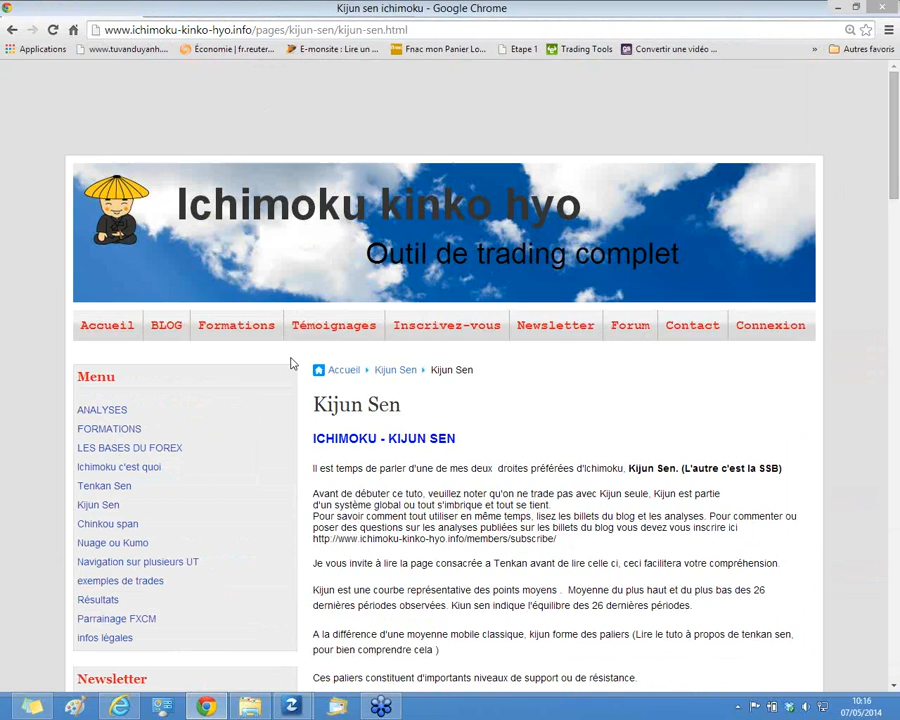 Kijun sen ichimoku - Google Chrome
www.ichimoku-kinko-hyo.info/pages/kijun-sen/kijun-sen.html
Applications www.tuvanduyanh.... Économie | fr.reuter... E-monsite : Lire un ... Fnac mon Panier Lo... Etape 1 Trading Tools Convertir une vidéo ... » Autres favoris
Ichimoku kinko hyo
Outil de trading complet
Accueil BLOG Formations Témoignages Inscrivez-vous Newsletter Forum Contact Connexion
Menu
ANALYSES
FORMATIONS
LES BASES DU FOREX
Ichimoku c'est quoi
Tenkan Sen
Kijun Sen
Chinkou span
Nuage ou Kumo
Navigation sur plusieurs UT
exemples de trades
Résultats
Parrainage FXCM
infos légales
Newsletter
Accueil Kijun Sen Kijun Sen
Kijun Sen
ICHIMOKU - KIJUN SEN
Il est temps de parler d'une de mes deux droites préférées d'Ichimoku, Kijun Sen. (L'autre c'est la SSB)
Avant de débuter ce tuto, veuillez noter qu'on ne trade pas avec Kijun seule, Kijun est partie
d'un système global ou tout s'imbrique et tout se tient.
Pour savoir comment tout utiliser en même temps, lisez les billets du blog et les analyses. Pour commenter ou
poser des questions sur les analyses publiées sur les billets du blog vous devez vous inscrire ici
http://www.ichimoku-kinko-hyo.info/members/subscribe/
Je vous invite à lire la page consacrée a Tenkan avant de lire celle ci, ceci facilitera votre compréhension.
Kijun est une courbe représentative des points moyens . Moyenne du plus haut et du plus bas des 26
dernières périodes observées. Kiun sen indique l'équilibre des 26 dernières périodes.
A la différence d'une moyenne mobile classique, kijun forme des paliers (Lire le tuto à propos de tenkan sen,
pour bien comprendre cela )
Ces paliers constituent d'importants niveaux de support ou de résistance.
10:16
07/05/2014